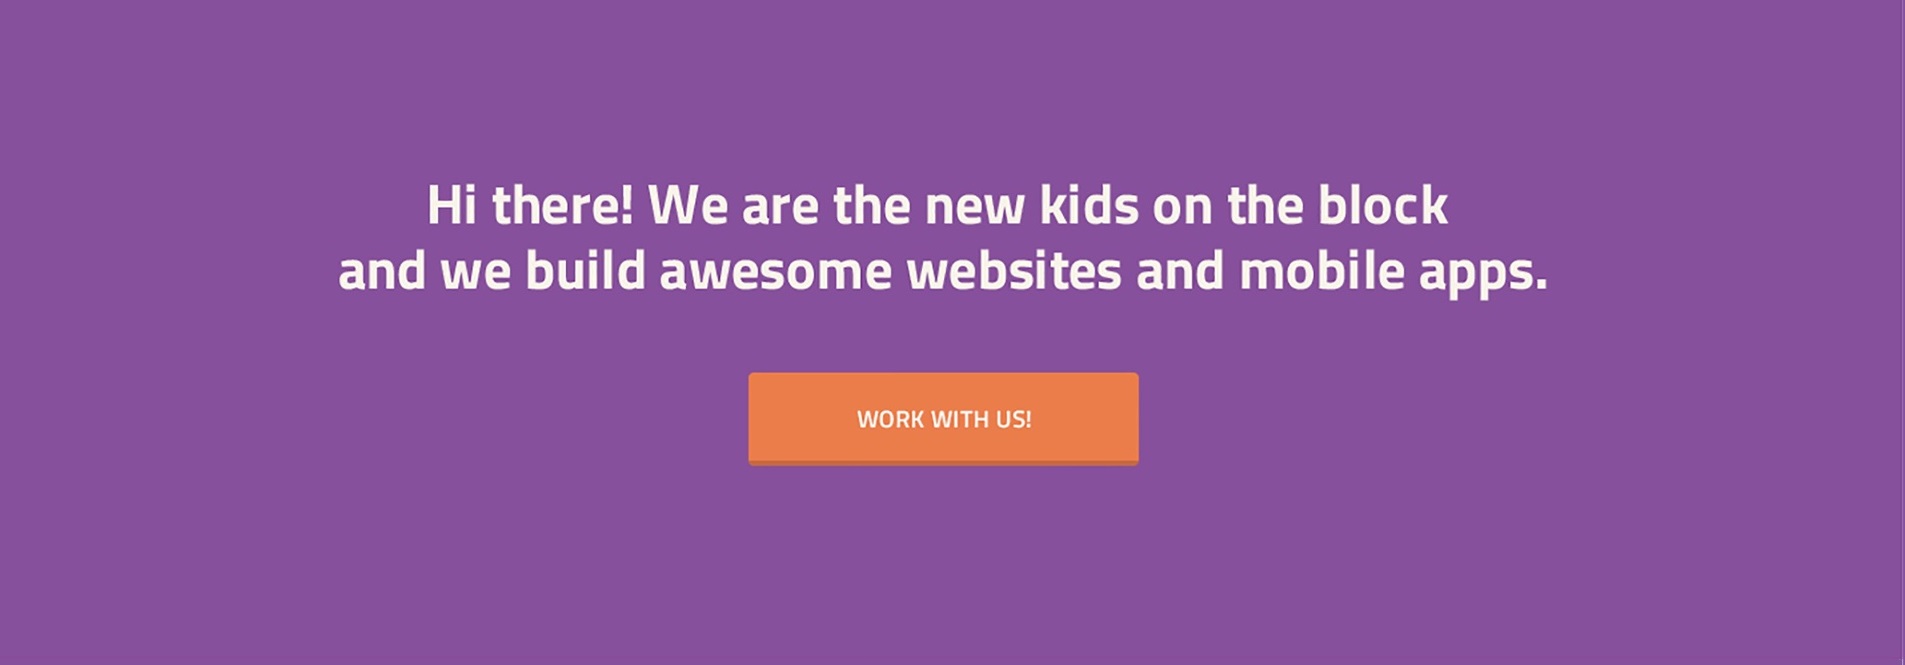 Hi there! We are the new kids on the block
and we build awesome websites and mobile apps.
WORK WITH US!